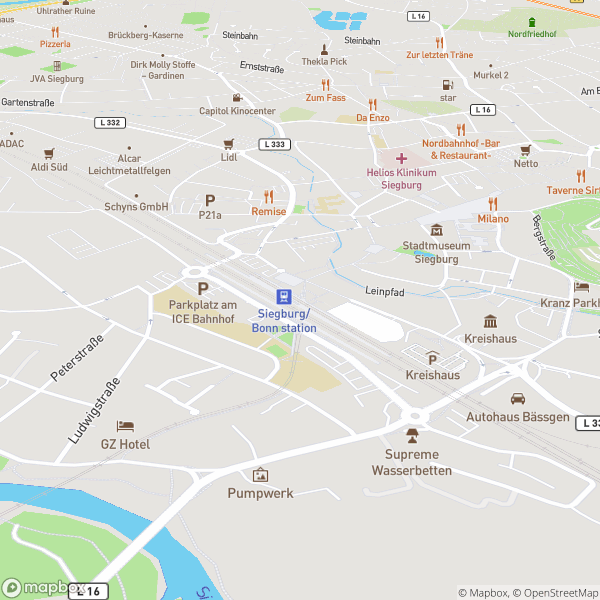 Uhlrather Ruine
L 16
Nordfriedhof
Brückberg-Kaserne
Steinbahn
Steinbahn
Pizzeria
Thekla Pick
Zur letzten Träne
Dirk Molly Stoffe
- Gardinen
Ernststraße
JVA Siegburg
Murkel 2
Zum Fass
star
Am B
Gartenstraße
Capitol Kinocenter
L 16
Da Enzo
L 332
ADAC
Lidl
L 333
Nordbahnhof -Bar
& Restaurant-
Aldi Süd
Alcar
Leichtmetallfelgen
Helios Klinikum
Siegburg
Netto
Taverne Sirt
Schyns GmbH
P21a
Remise
Milano
Bergstraße
Stadtmuseum
Siegburg
Leinpfad
Parkplatz am
ICE Bahnhof
Siegburg/
Bonn station
Kranz Parkh
Kreishaus
S
Peterstraße
Kreishaus
Ludwigstraße
Autohaus Bässgen
L 33
GZ Hotel
Supreme
Wasserbetten
Pumpwerk
L 16
mapbox
© Mapbox, © OpenStreetMap